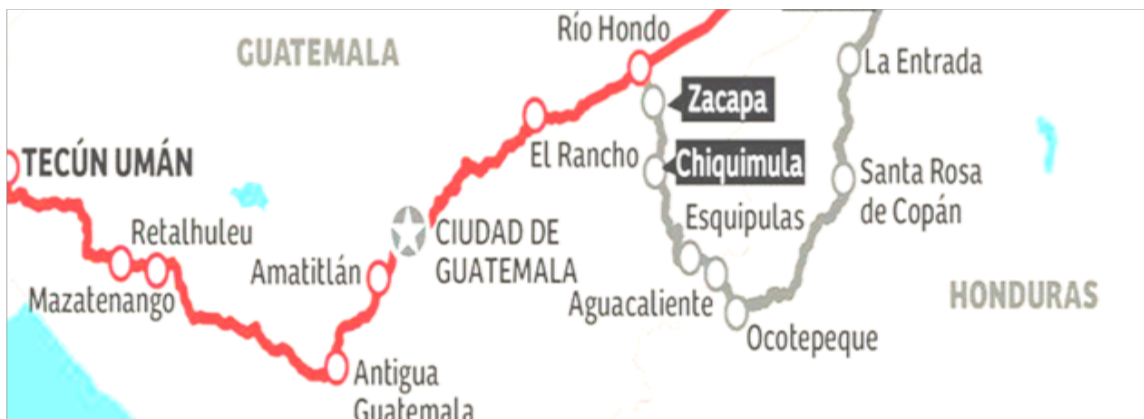 Río Hondo
GUATEMALA
La Entrada
Zacapa
El Rancho
TECÚN UMÁN
Chiquimula
Santa Rosa
de Copán
Esquipulas
Retalhuleu
CIUDAD DE
GUATEMALA
Amatitlán
Mazatenango
Aguacaliente
HONDURAS
Ocotepeque
Antigua
Guatemala